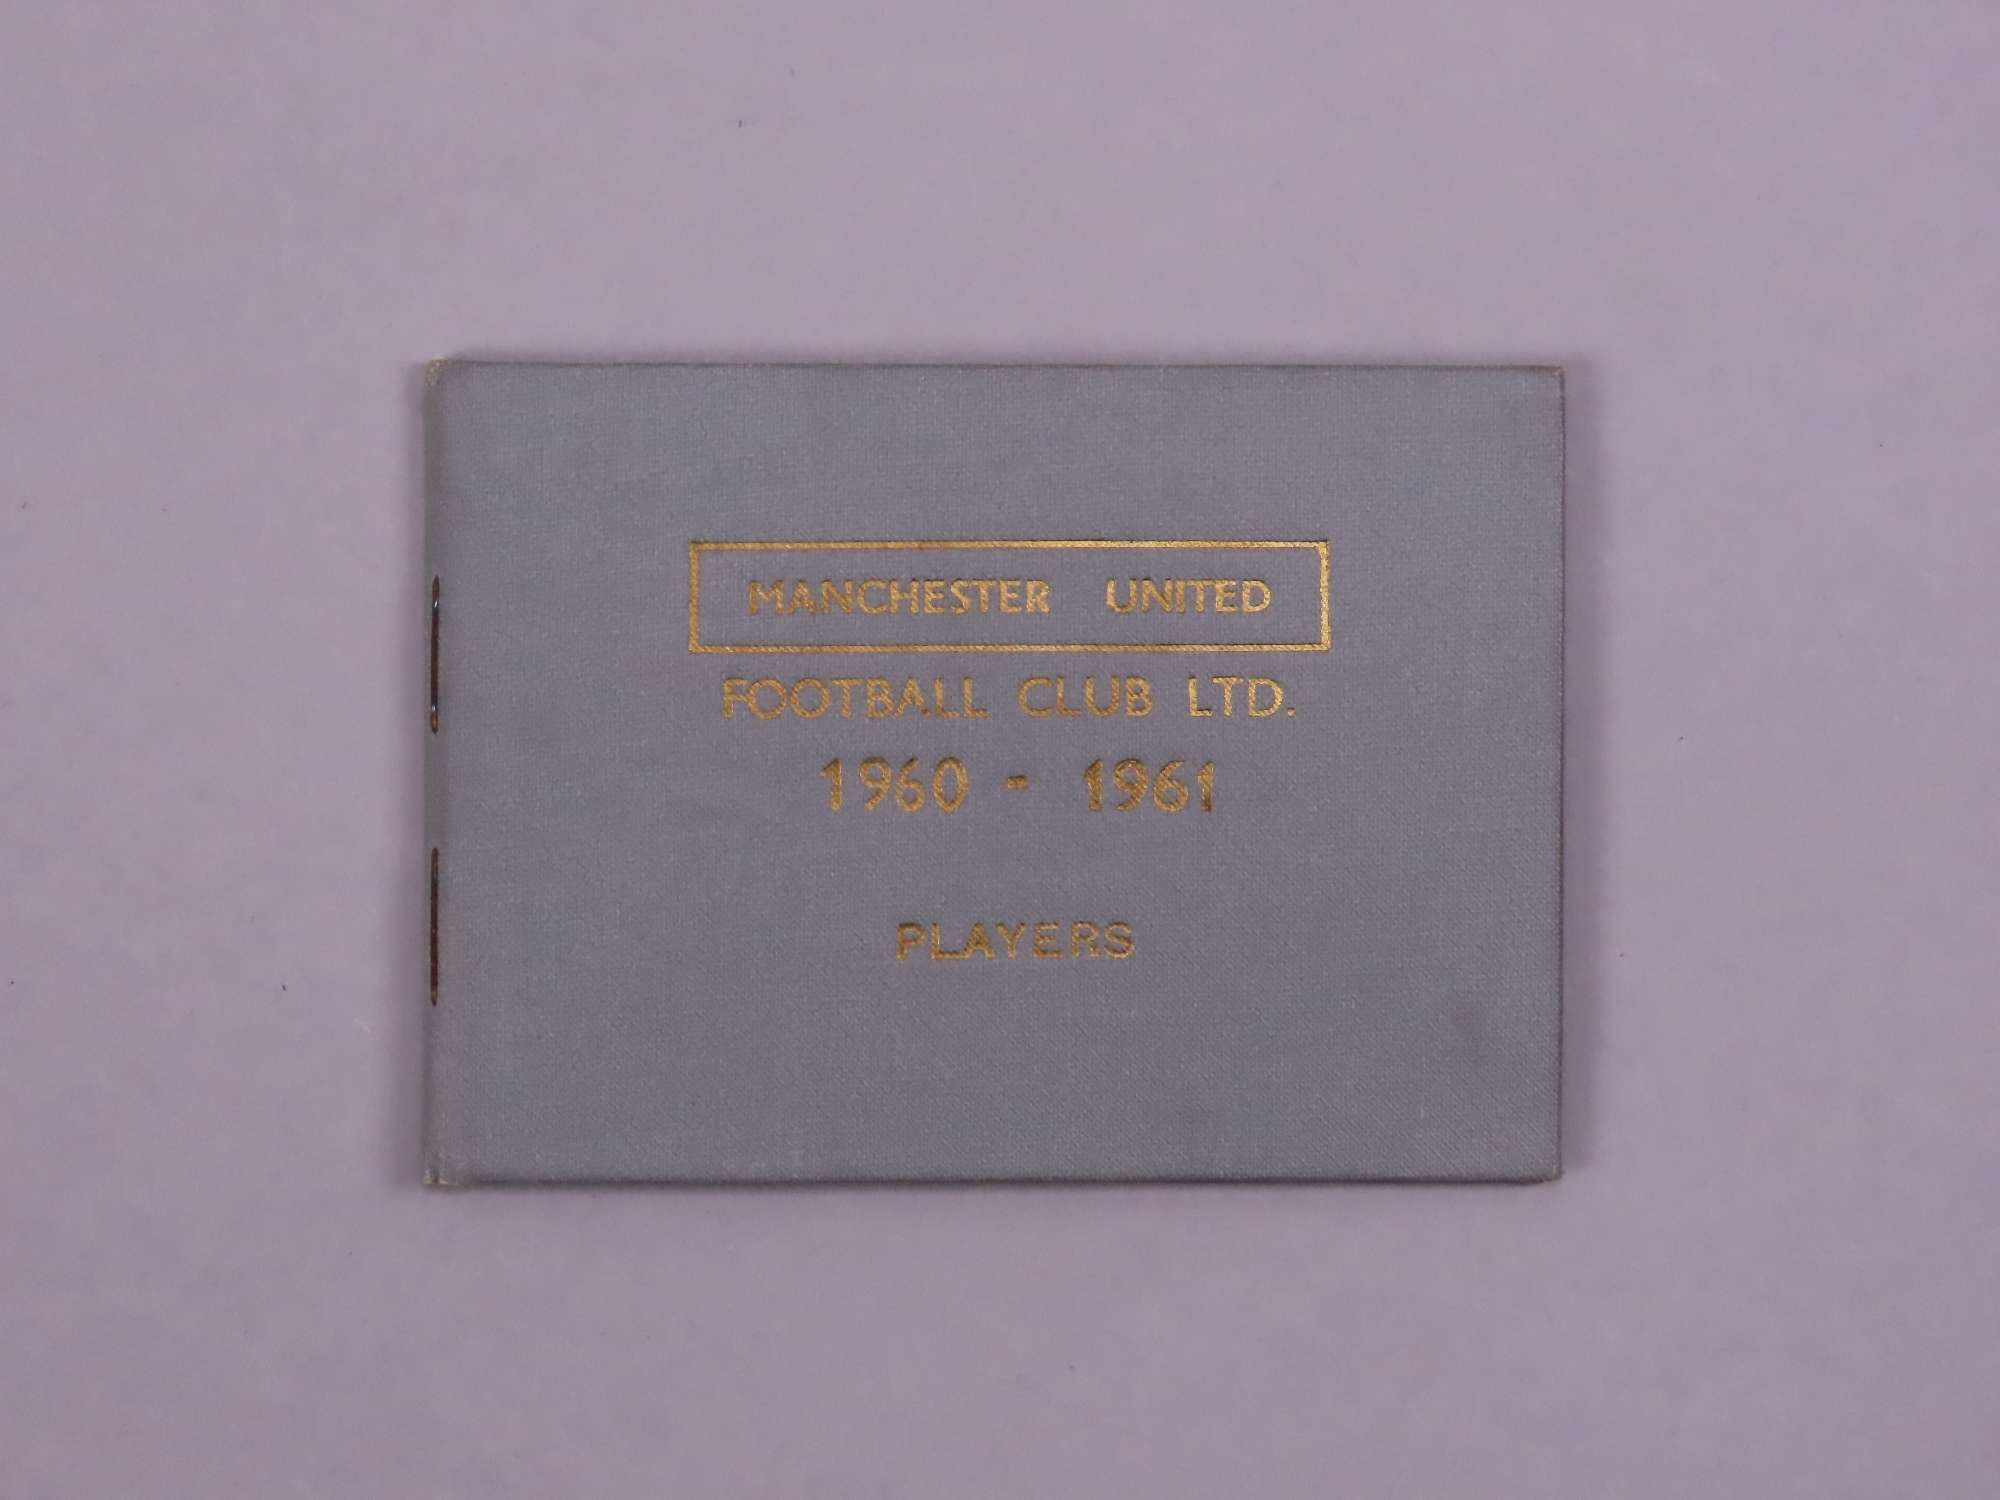 MANCHESTER UNITED
FOOTBALL CLUB LTD.
1960 - 1961
PLAYERS